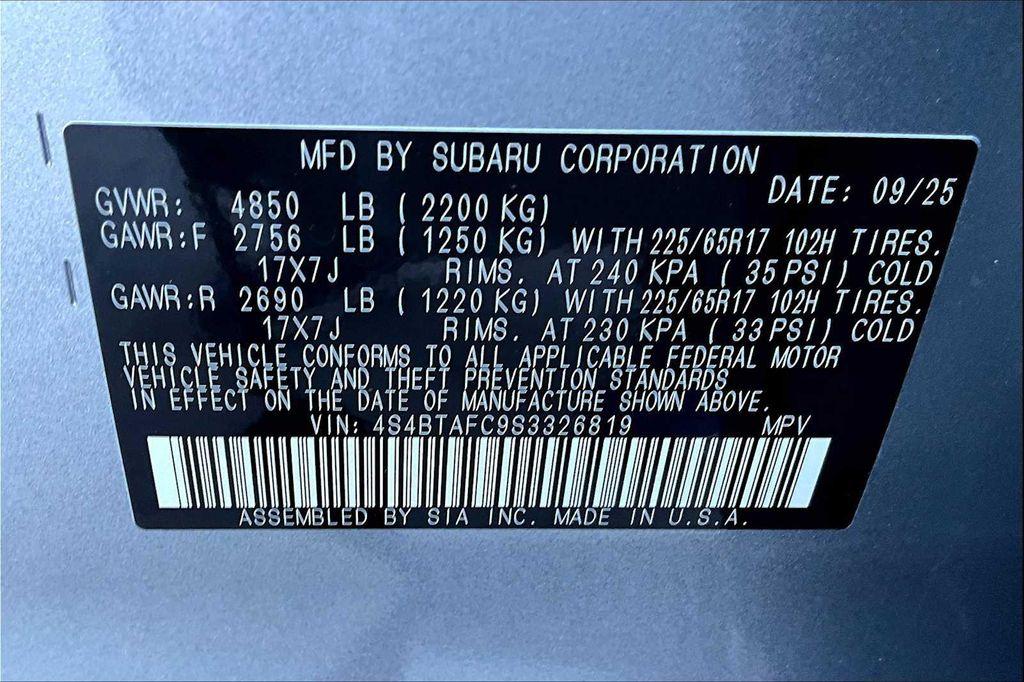 MFD BY SUBARU CORPORATION
DATE: 09/25
GVWR: 4850 LB ( 2200 KG)
GAWR:F 2756 LB ( 1250 KG) WITH 225/65R17 102H TIRES.
17X7J RIMS. AT 240 KPA ( 35 PSI) COLD
GAWR:R 2690 LB ( 1220 KG) WITH 225/65R17 102H TIRES.
17X7J RIMS. AT 230 KPA ( 33 PSI) COLD
THIS VEHICLE CONFORMS TO ALL APPLICABLE FEDERAL MOTOR
VEHICLE SAFETY AND THEFT PREVENTION STANDARDS
IN EFFECT ON THE DATE OF MANUFACTURE SHOWN ABOVE.
VIN: 4S4BTAFC9S3326819 MPV
ASSEMBLED BY SIA INC. MADE IN U.S.A.